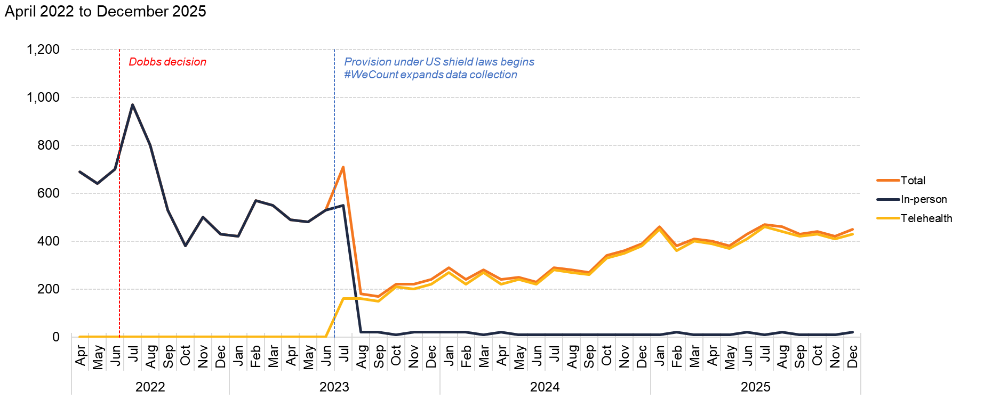 April 2022 to December 2025
1,200
Dobbs decision
Provision under US shield laws begins
#WeCount expands data collection
1,000
800
600
400
200
0
Total
In-person
Telehealth
Apr May Jun Jul Aug Sep Oct Nov Dec Jan Feb Mar Apr May Jun Jul Aug Sep Oct Nov Dec Jan Feb Mar Apr May Jun Jul Aug Sep Oct Nov Dec Jan Feb Mar Apr May Jun Jul Aug Sep Oct Nov Dec
2022 2023 2024 2025